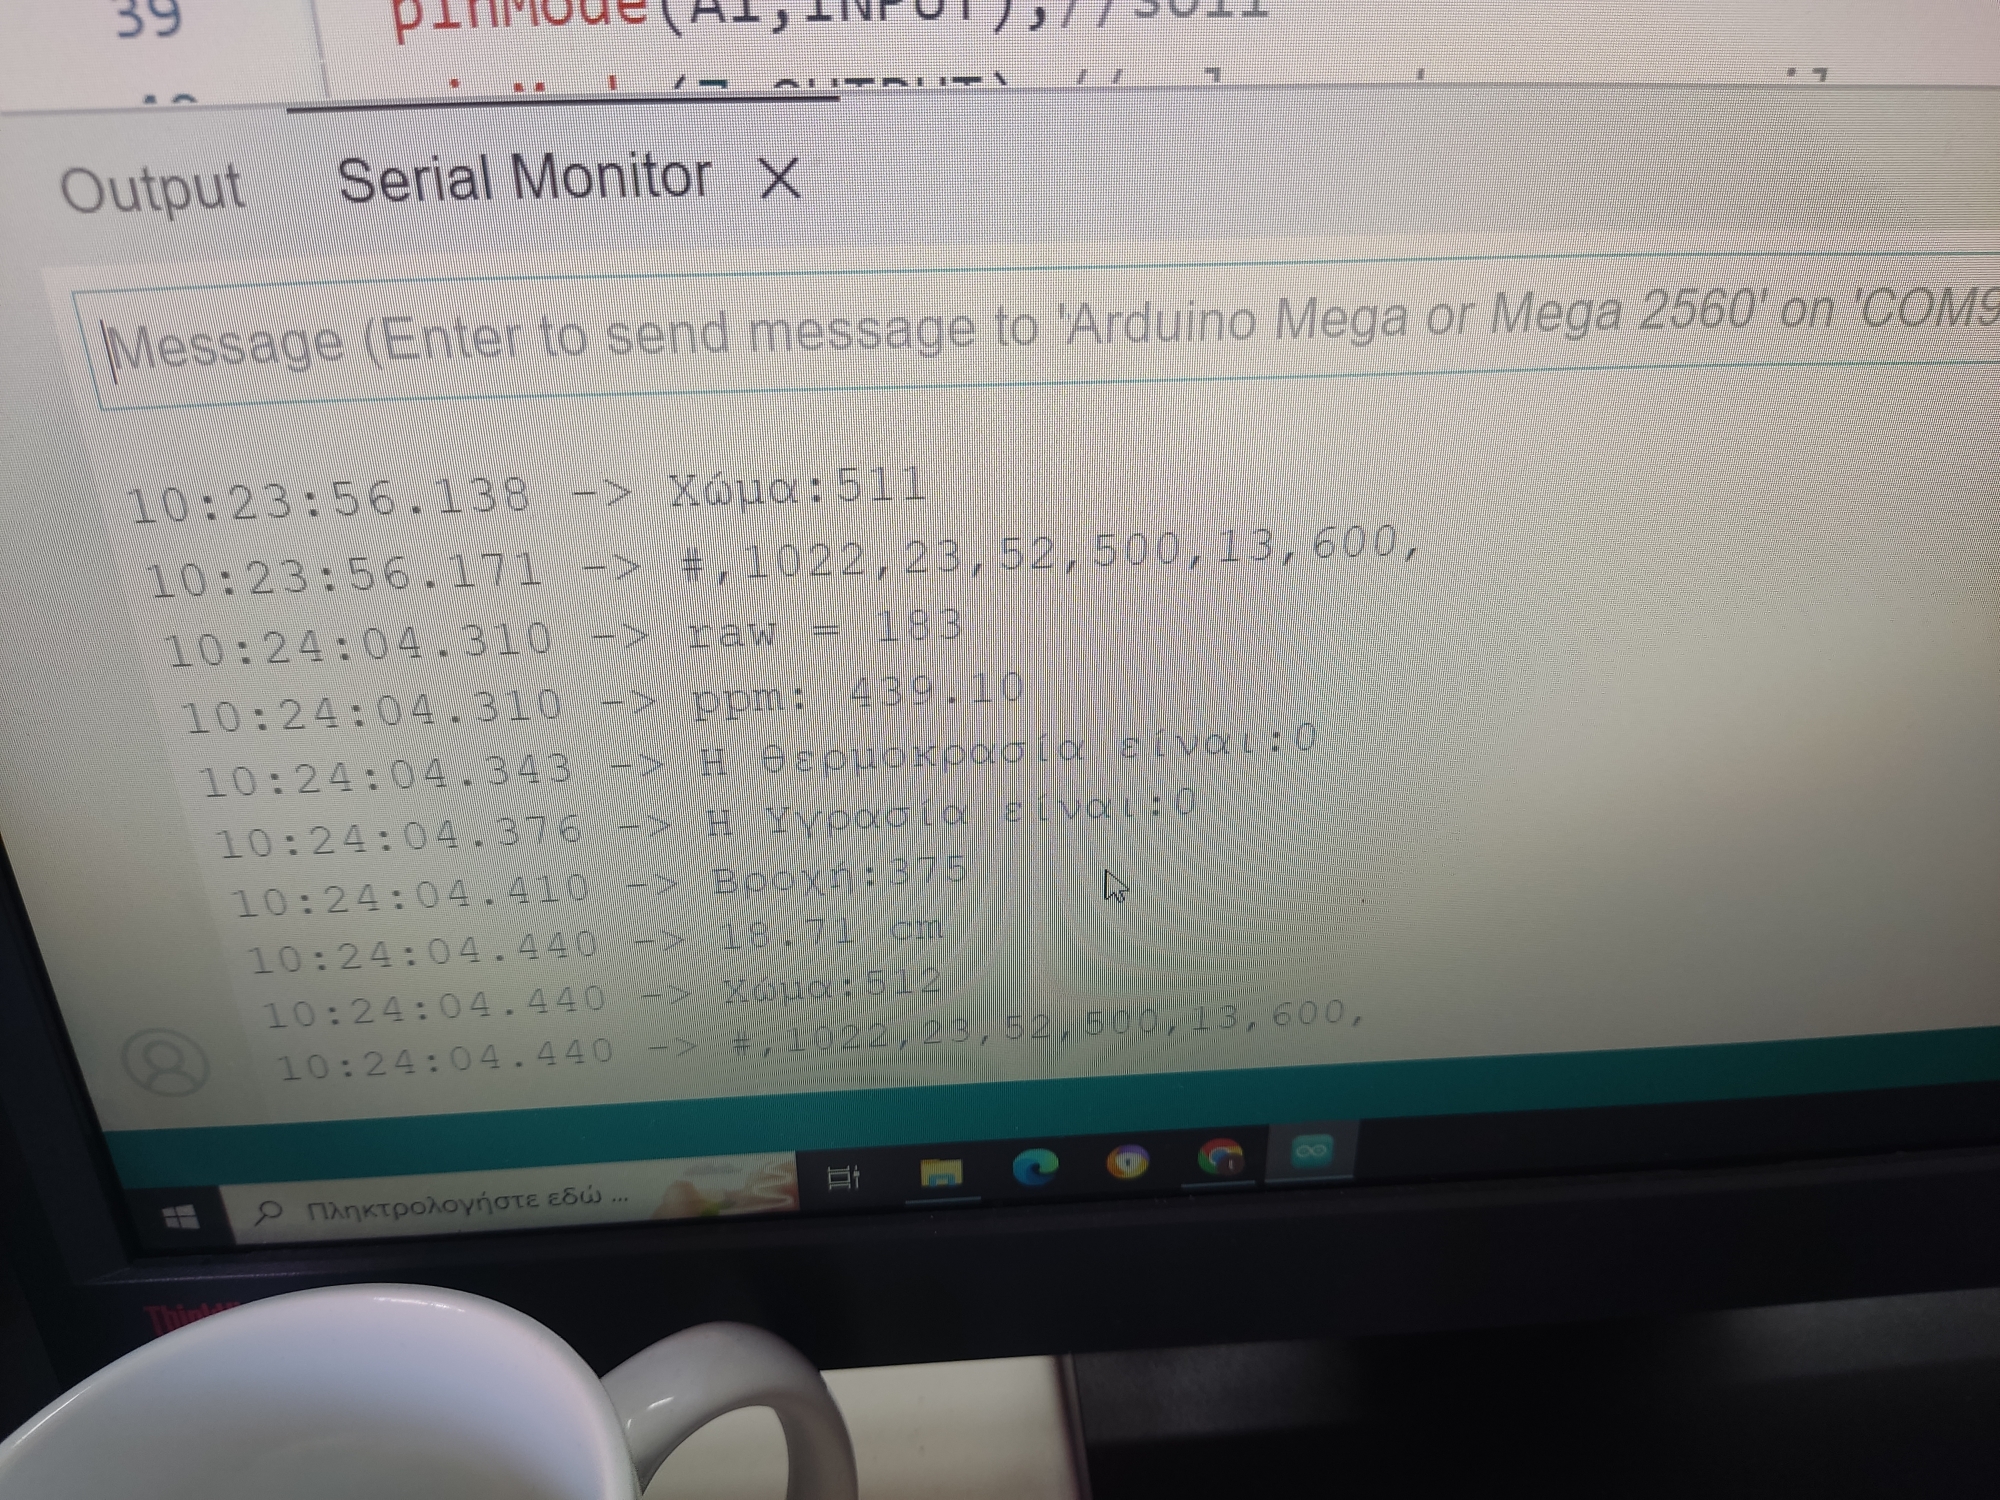 39 pinMode(A1,INPUT);//soil
Output Serial Monitor X
Message (Enter to send message to 'Arduino Mega or Mega 2560' on 'COM9
10:23:56.138 -> Χώμα:511
10:23:56.171 -> #,1022,23,52,500,13,600,
10:24:04.310 -> raw = 183
10:24:04.310 -> ppm: 439.10
10:24:04.343 -> Η θερμοκρασία είναι:0
10:24:04.376 -> Η Υγρασία είναι:0
10:24:04.410 -> Βροχή:375
10:24:04.440 -> 18.71 cm
10:24:04.440 -> Χώμα:512
10:24:04.440 -> #,1022,23,52,500,13,600,
Πληκτρολογήστε εδώ ...